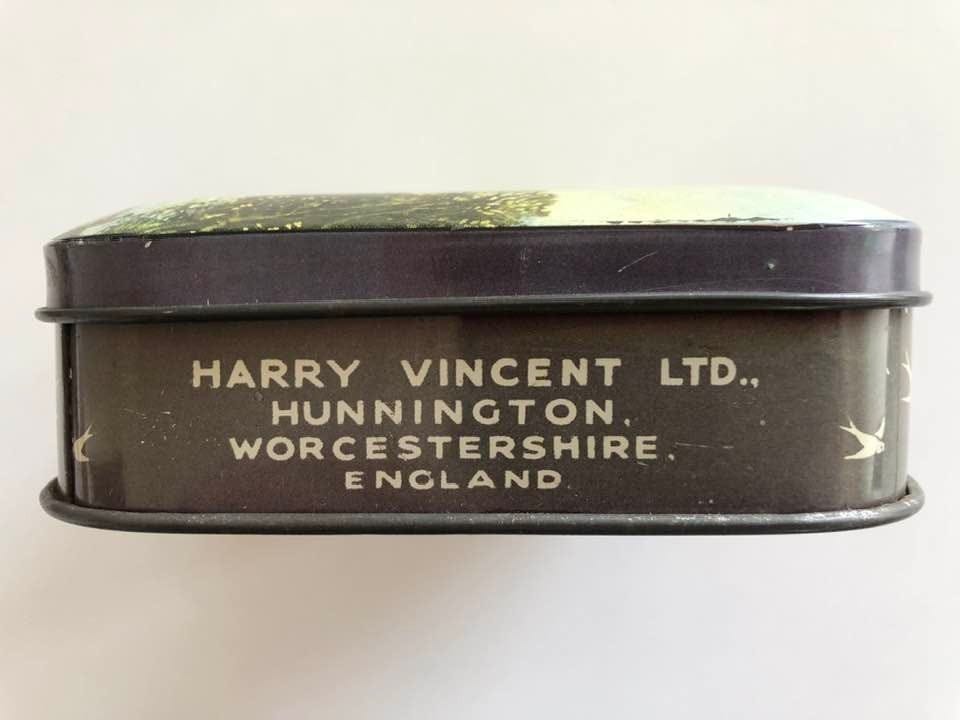 HARRY VINCENT LTD.,
HUNNINGTON,
WORCESTERSHIRE,
ENGLAND